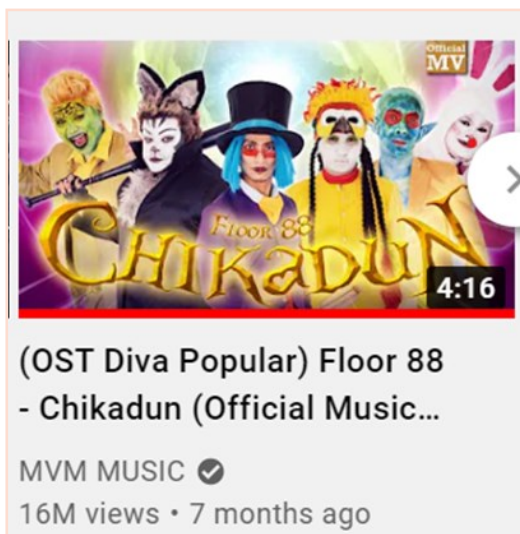 Official
MV
FLOOR 88
CHIKADUN
4:16
(OST Diva Popular) Floor 88
- Chikadun (Official Music...
MVM MUSIC
16M views • 7 months ago